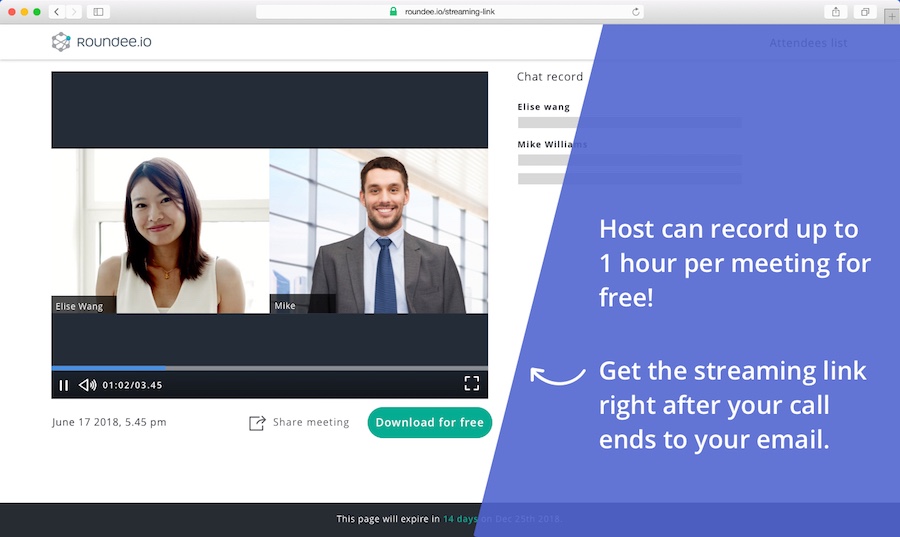 roundee.io/streaming-link
Roundee.io
Attendees list
Chat record
Elise wang
Mike Williams
Elise Wang
Mike
01:02/03.45
June 17 2018, 5.45 pm
Share meeting
Download for free
Host can record up to
1 hour per meeting for
free!
Get the streaming link
right after your call
ends to your email.
This page will expire in 14 days on Dec 25th 2018.